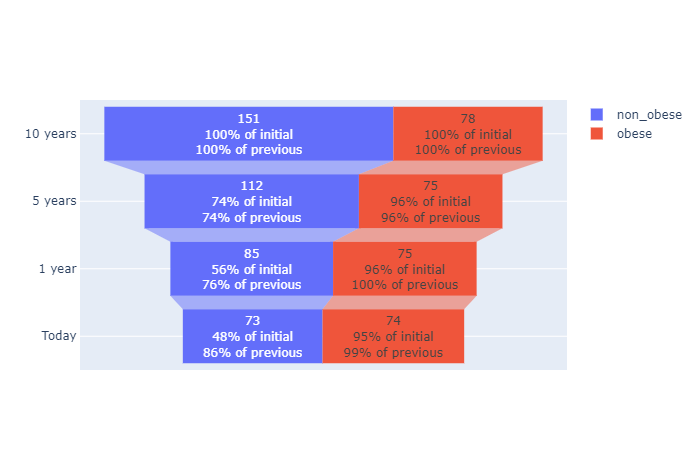 151 78 non_obese
10 years 100% of initial 100% of initial obese
100% of previous 100% of previous
112 75
5 years 74% of initial 96% of initial
74% of previous 96% of previous
85 75
1 year 56% of initial 96% of initial
76% of previous 100% of previous
73 74
Today 48% of initial 95% of initial
86% of previous 99% of previous